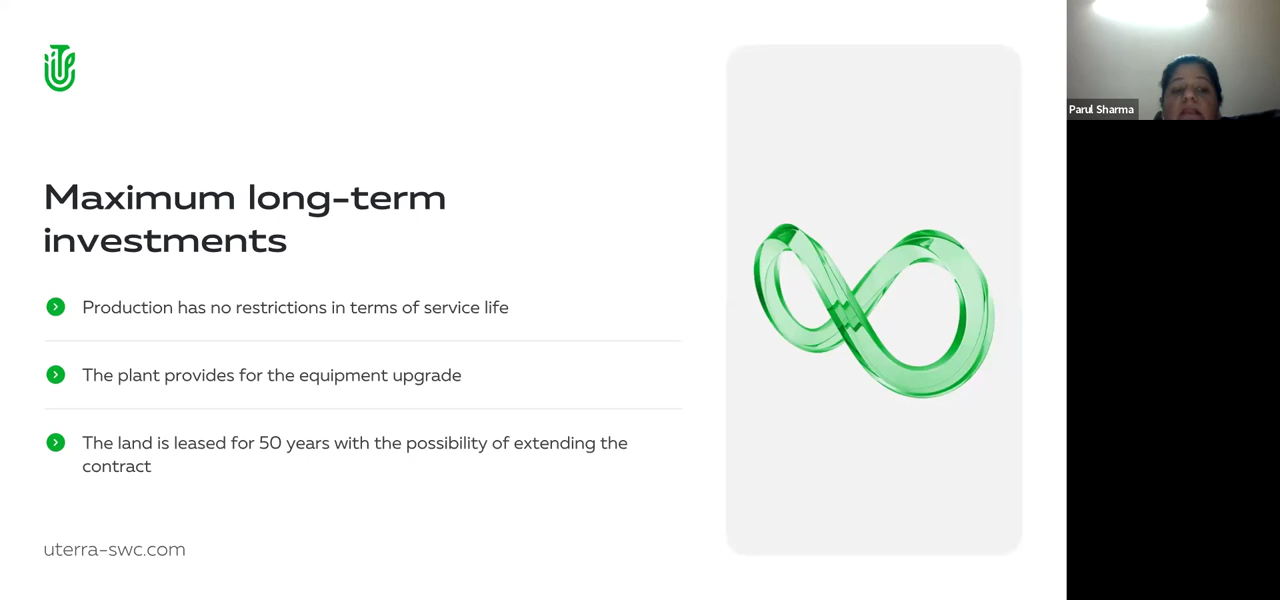 Maximum long-term
investments
Production has no restrictions in terms of service life
The plant provides for the equipment upgrade
The land is leased for 50 years with the possibility of extending the
contract
uterra-swc.com
Parul Sharma